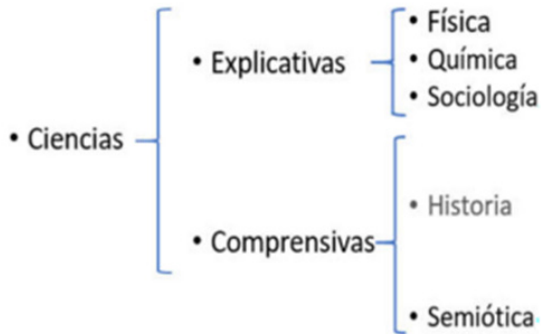 • Ciencias
• Explicativas
• Física
• Química
• Sociología
• Comprensivas
• Historia
• Semiótica